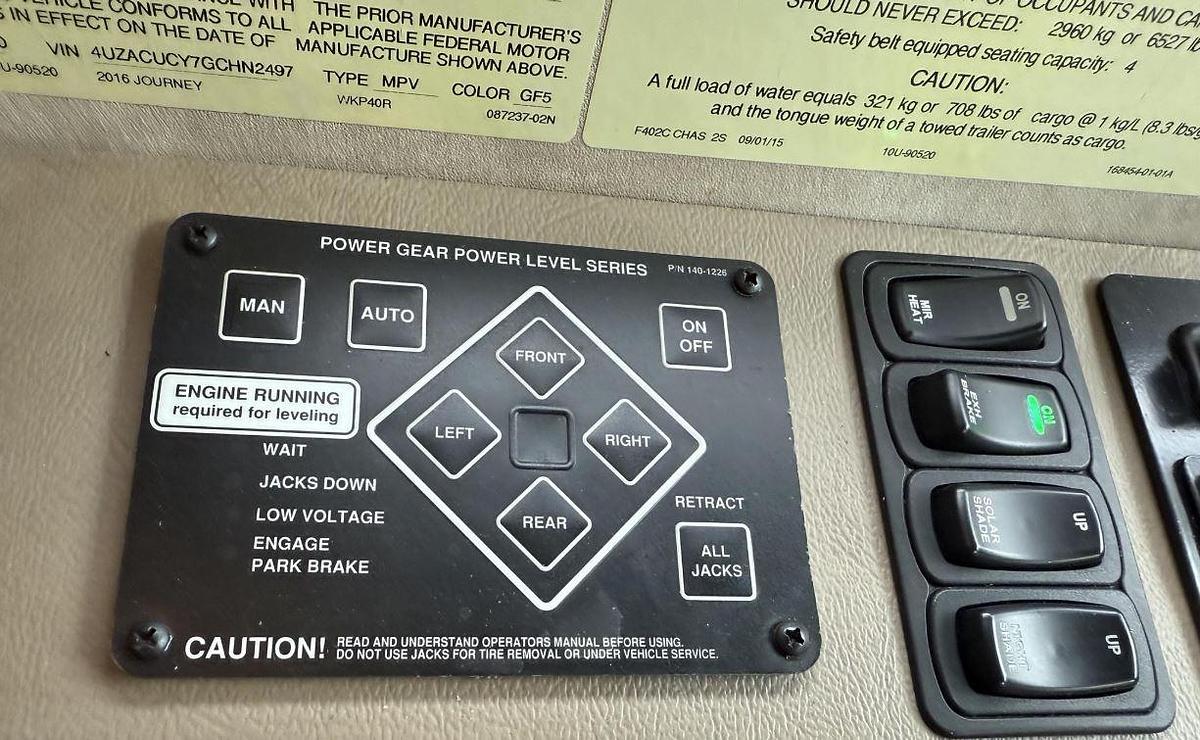 WITH
VEHICLE CONFORMS TO ALL
IN EFFECT ON THE DATE OF
THE PRIOR MANUFACTURER'S
APPLICABLE FEDERAL MOTOR
MANUFACTURE SHOWN ABOVE.
VIN 4UZACUCY7GCHN2497 TYPE MPV COLOR GF5
U-90520 2016 JOURNEY WKP40R
087237-02N
OF OCCUPANTS AND
SHOULD NEVER EXCEED: 2960 kg or 6527
Safety belt equipped seating capacity: 4
CAUTION:
A full load of water equals 321 kg or 708 lbs of cargo @ 1 kg/L (8.3 lbs
and the tongue weight of a towed trailer counts as cargo.
F402C CHAS 2S 09/01/15 10U-90520 168454-01-01A
POWER GEAR POWER LEVEL SERIES P/N 140-1226
MAN
AUTO
ON
OFF
FRONT
LEFT
RIGHT
REAR
ENGINE RUNNING
required for leveling
WAIT
JACKS DOWN
LOW VOLTAGE
ENGAGE
PARK BRAKE
RETRACT
ALL
JACKS
CAUTION! READ AND UNDERSTAND OPERATORS MANUAL BEFORE USING.
DO NOT USE JACKS FOR TIRE REMOVAL OR UNDER VEHICLE SERVICE.
MIR
HEAT
ON
EXH
BRAKE
ON
SOLAR
SHADE
UP
NIGHT
SHADE
UP